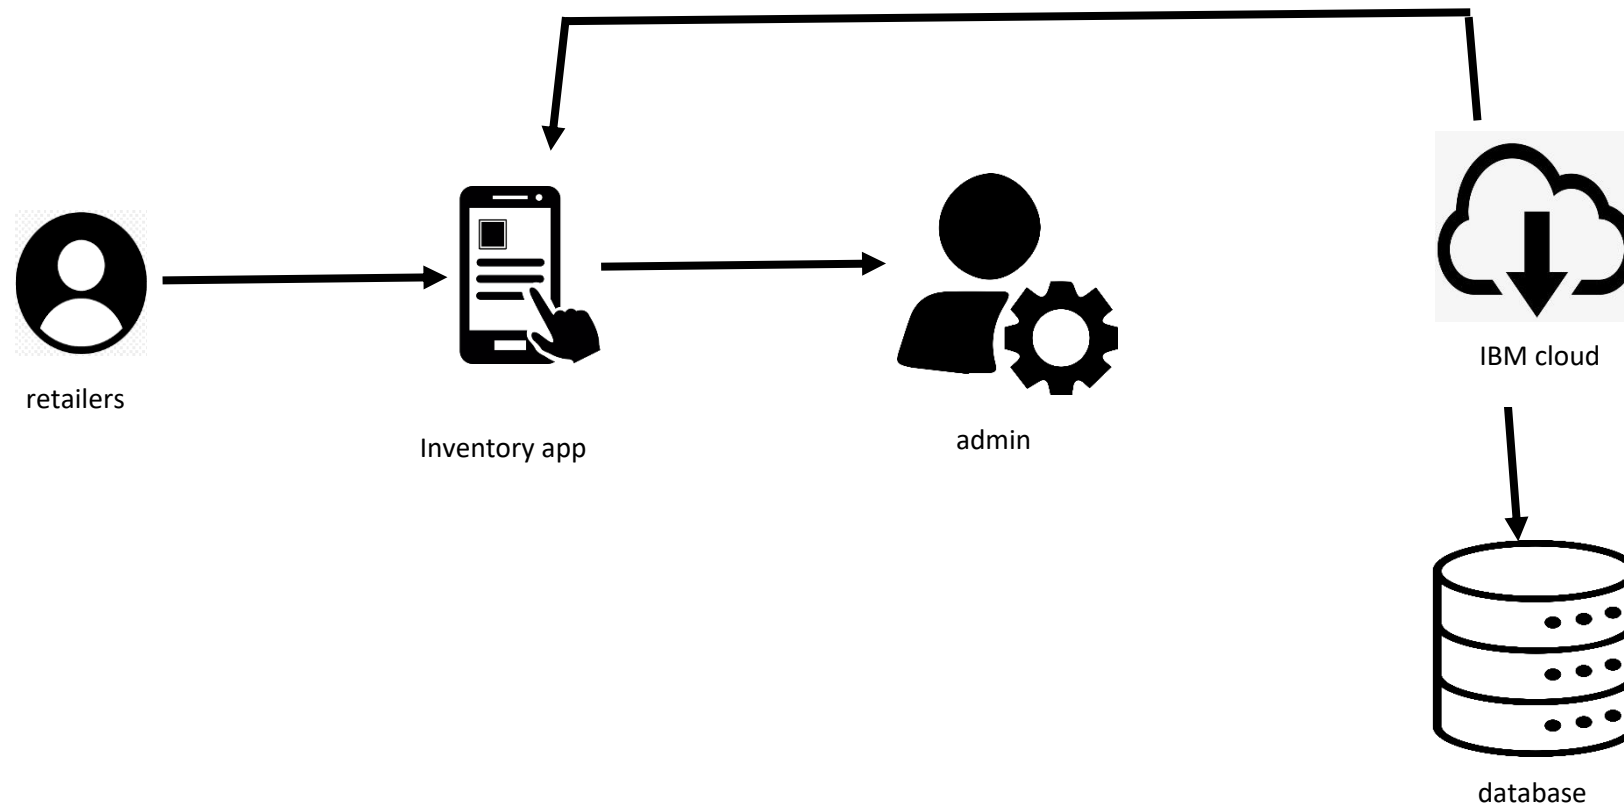 IBM cloud
retailers
Inventory app
admin
database